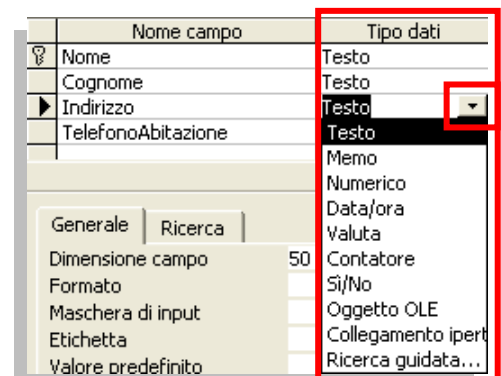 Nome campo Tipo dati
Nome Testo
Cognome Testo
Indirizzo Testo
TelefonoAbitazione Testo
Memo
Numerico
Data/ora
Generale Ricerca Valuta
Dimensione campo 50 Contatore
Formato Sì/No
Maschera di input Oggetto OLE
Etichetta Collegamento ipert
Valore predefinito Ricerca guidata...